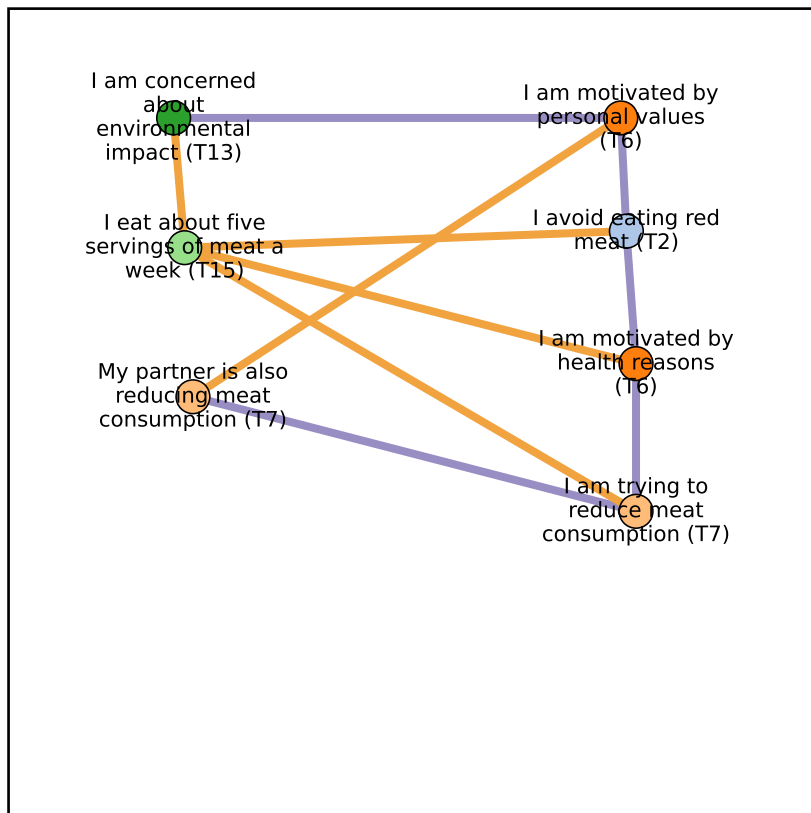 I am concerned
about
environmental
impact (T13)
I am motivated by
personal values
(T6)
I eat about five
servings of meat a
week (T15)
I avoid eating red
meat (T2)
I am motivated by
health reasons
(T6)
My partner is also
reducing meat
consumption (T7)
I am trying to
reduce meat
consumption (T7)